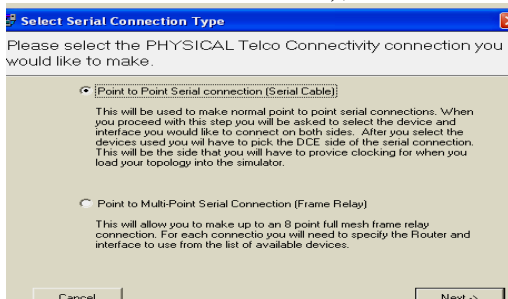 Select Serial Connection Type
Please select the PHYSICAL Telco Connectivity connection you
would like to make.
Point to Point Serial connection (Serial Cable)
This will be used to make normal point to point serial connections. When
you proceed with this step you will be asked to select the device and
interface you would like to connect on both sides. After you select the
devices used you wil have to pick the DCE side of the serial connection.
This will be the side that you will have to provice clocking for when you
load your topology into the simulator.
Point to Multi-Point Serial Connection (Frame Relay)
This will allow you to make up to an 8 point full mesh frame relay
connection. For each connectio you will need to specify the Router and
interface to use from the list of available devices.
Cancel
Next ->